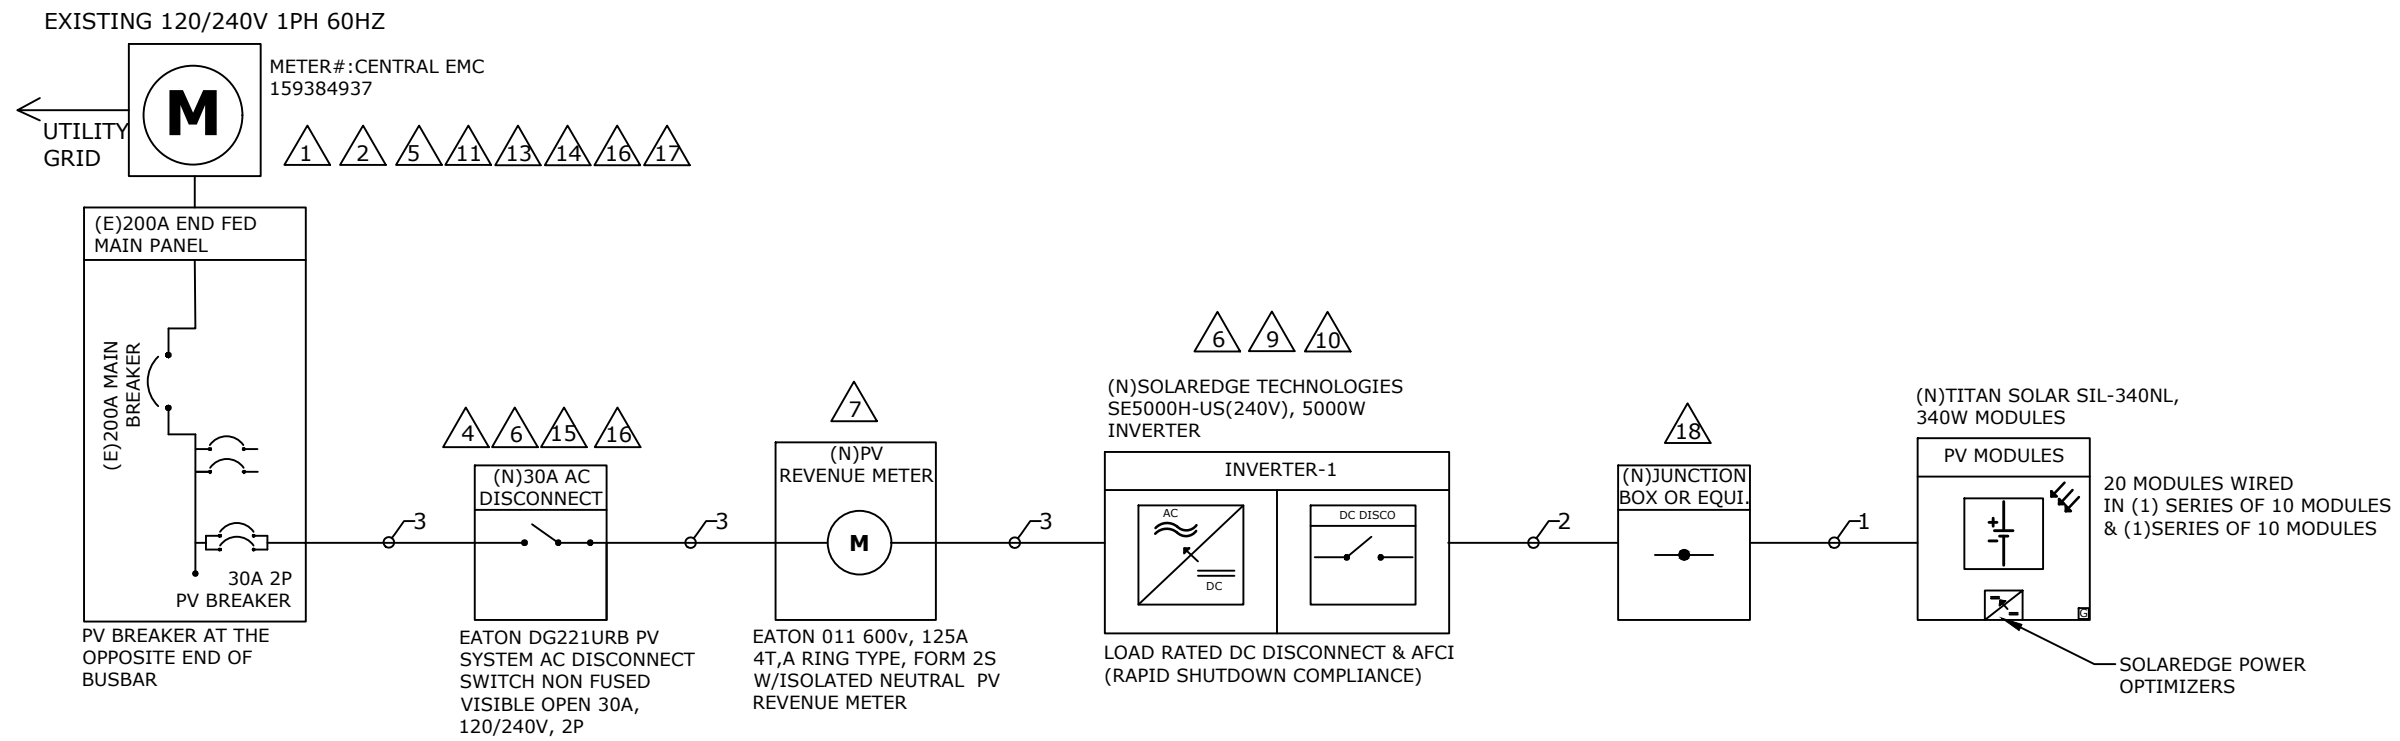 EXISTING 120/240V 1PH 60HZ
METER#:CENTRAL EMC
159384937
M
UTILITY
GRID
1 2 5 11 13 14 16 17
(E)200A END FED
MAIN PANEL
(E)200A MAIN
BREAKER
30A 2P
PV BREAKER
PV BREAKER AT THE
OPPOSITE END OF
BUSBAR
3
4 6 15 16
(N)30A AC
DISCONNECT
EATON DG221URB PV
SYSTEM AC DISCONNECT
SWITCH NON FUSED
VISIBLE OPEN 30A,
120/240V, 2P
3
7
(N)PV
REVENUE METER
M
EATON 011 600v, 125A
4T,A RING TYPE, FORM 2S
W/ISOLATED NEUTRAL PV
REVENUE METER
3
6 9 10
(N)SOLAREDGE TECHNOLOGIES
SE5000H-US(240V), 5000W
INVERTER
INVERTER-1
AC
DC
DC DISCO
LOAD RATED DC DISCONNECT & AFCI
(RAPID SHUTDOWN COMPLIANCE)
2
18
(N)JUNCTION
BOX OR EQUI.
1
(N)TITAN SOLAR SIL-340NL,
340W MODULES
PV MODULES
G
20 MODULES WIRED
IN (1) SERIES OF 10 MODULES
& (1)SERIES OF 10 MODULES
SOLAREDGE POWER
OPTIMIZERS